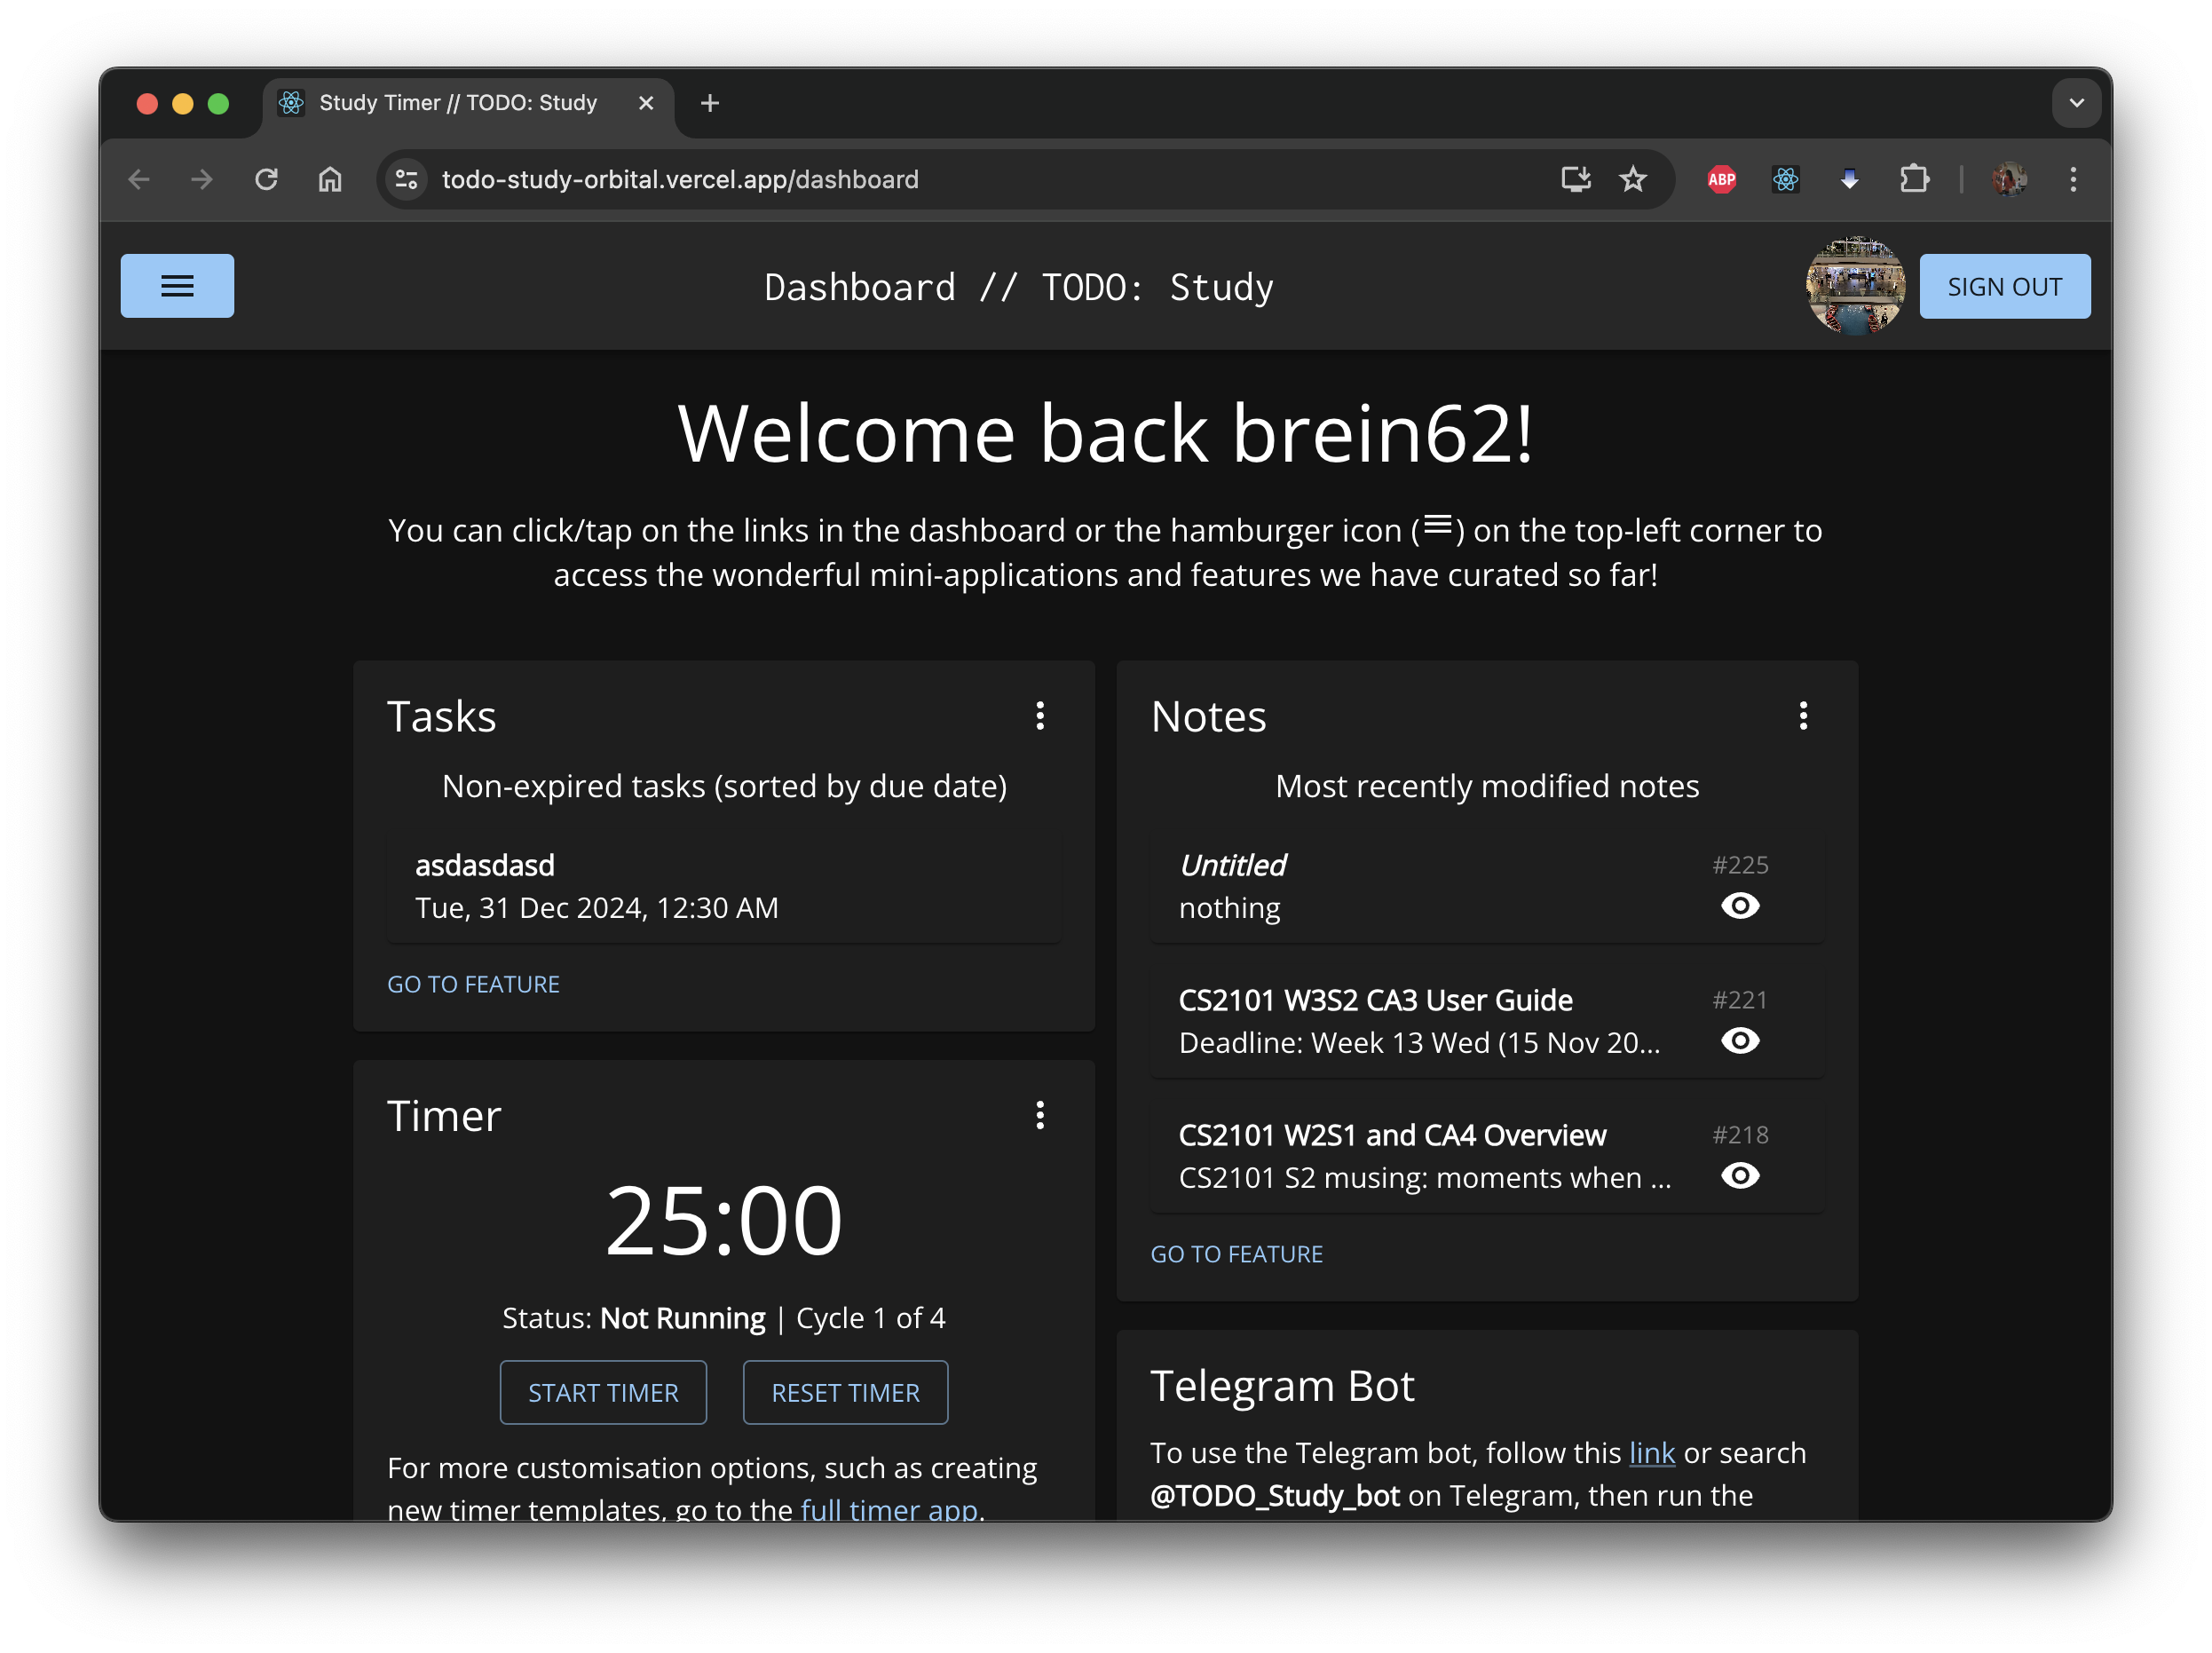 Study Timer // TODO: Study
todo-study-orbital.vercel.app/dashboard
ABP
Dashboard // TODO: Study
SIGN OUT
Welcome back brein62!
You can click/tap on the links in the dashboard or the hamburger icon (☰) on the top-left corner to
access the wonderful mini-applications and features we have curated so far!
Tasks
Non-expired tasks (sorted by due date)
asdasdasd
Tue, 31 Dec 2024, 12:30 AM
GO TO FEATURE
Timer
25:00
Status: Not Running | Cycle 1 of 4
START TIMER
RESET TIMER
For more customisation options, such as creating
new timer templates, go to the full timer app.
Notes
Most recently modified notes
Untitled
#225
nothing
CS2101 W3S2 CA3 User Guide
#221
Deadline: Week 13 Wed (15 Nov 20...
CS2101 W2S1 and CA4 Overview
#218
CS2101 S2 musing: moments when ...
GO TO FEATURE
Telegram Bot
To use the Telegram bot, follow this link or search
@TODO_Study_bot on Telegram, then run the